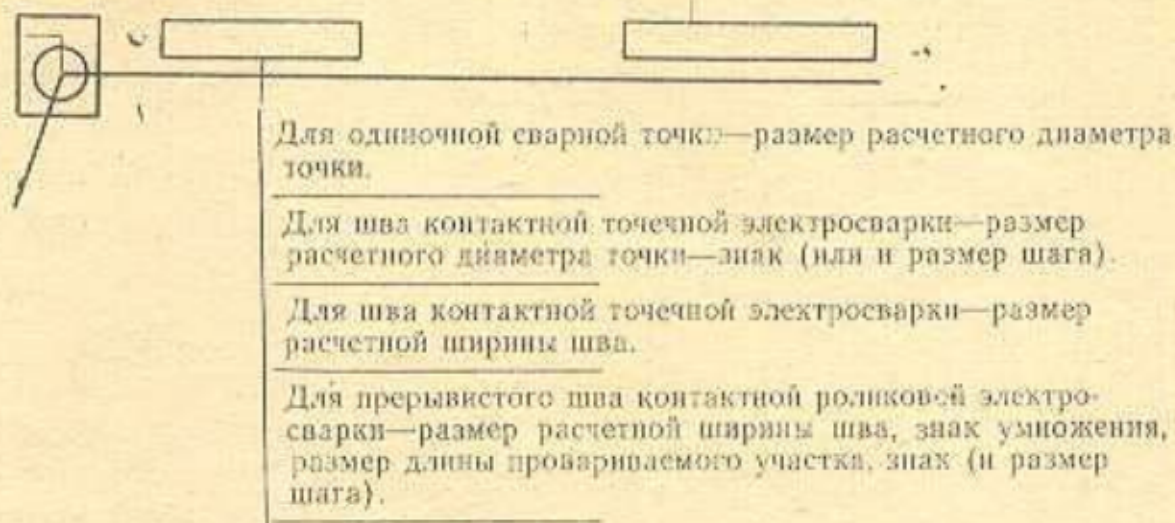 Для одиночной сварной точки—размер расчетного диаметра
точки.
Для шва контактной точечной электросварки—размер
расчетного диаметра точки—знак (или и размер шага).
Для шва контактной точечной электросварки—размер
расчетной ширины шва.
Для прерывистого шва контактной роликовой электро-
сварки—размер расчетной ширины шва, знак умножения,
размер длины провариваемого участка, знак (и размер
шага).